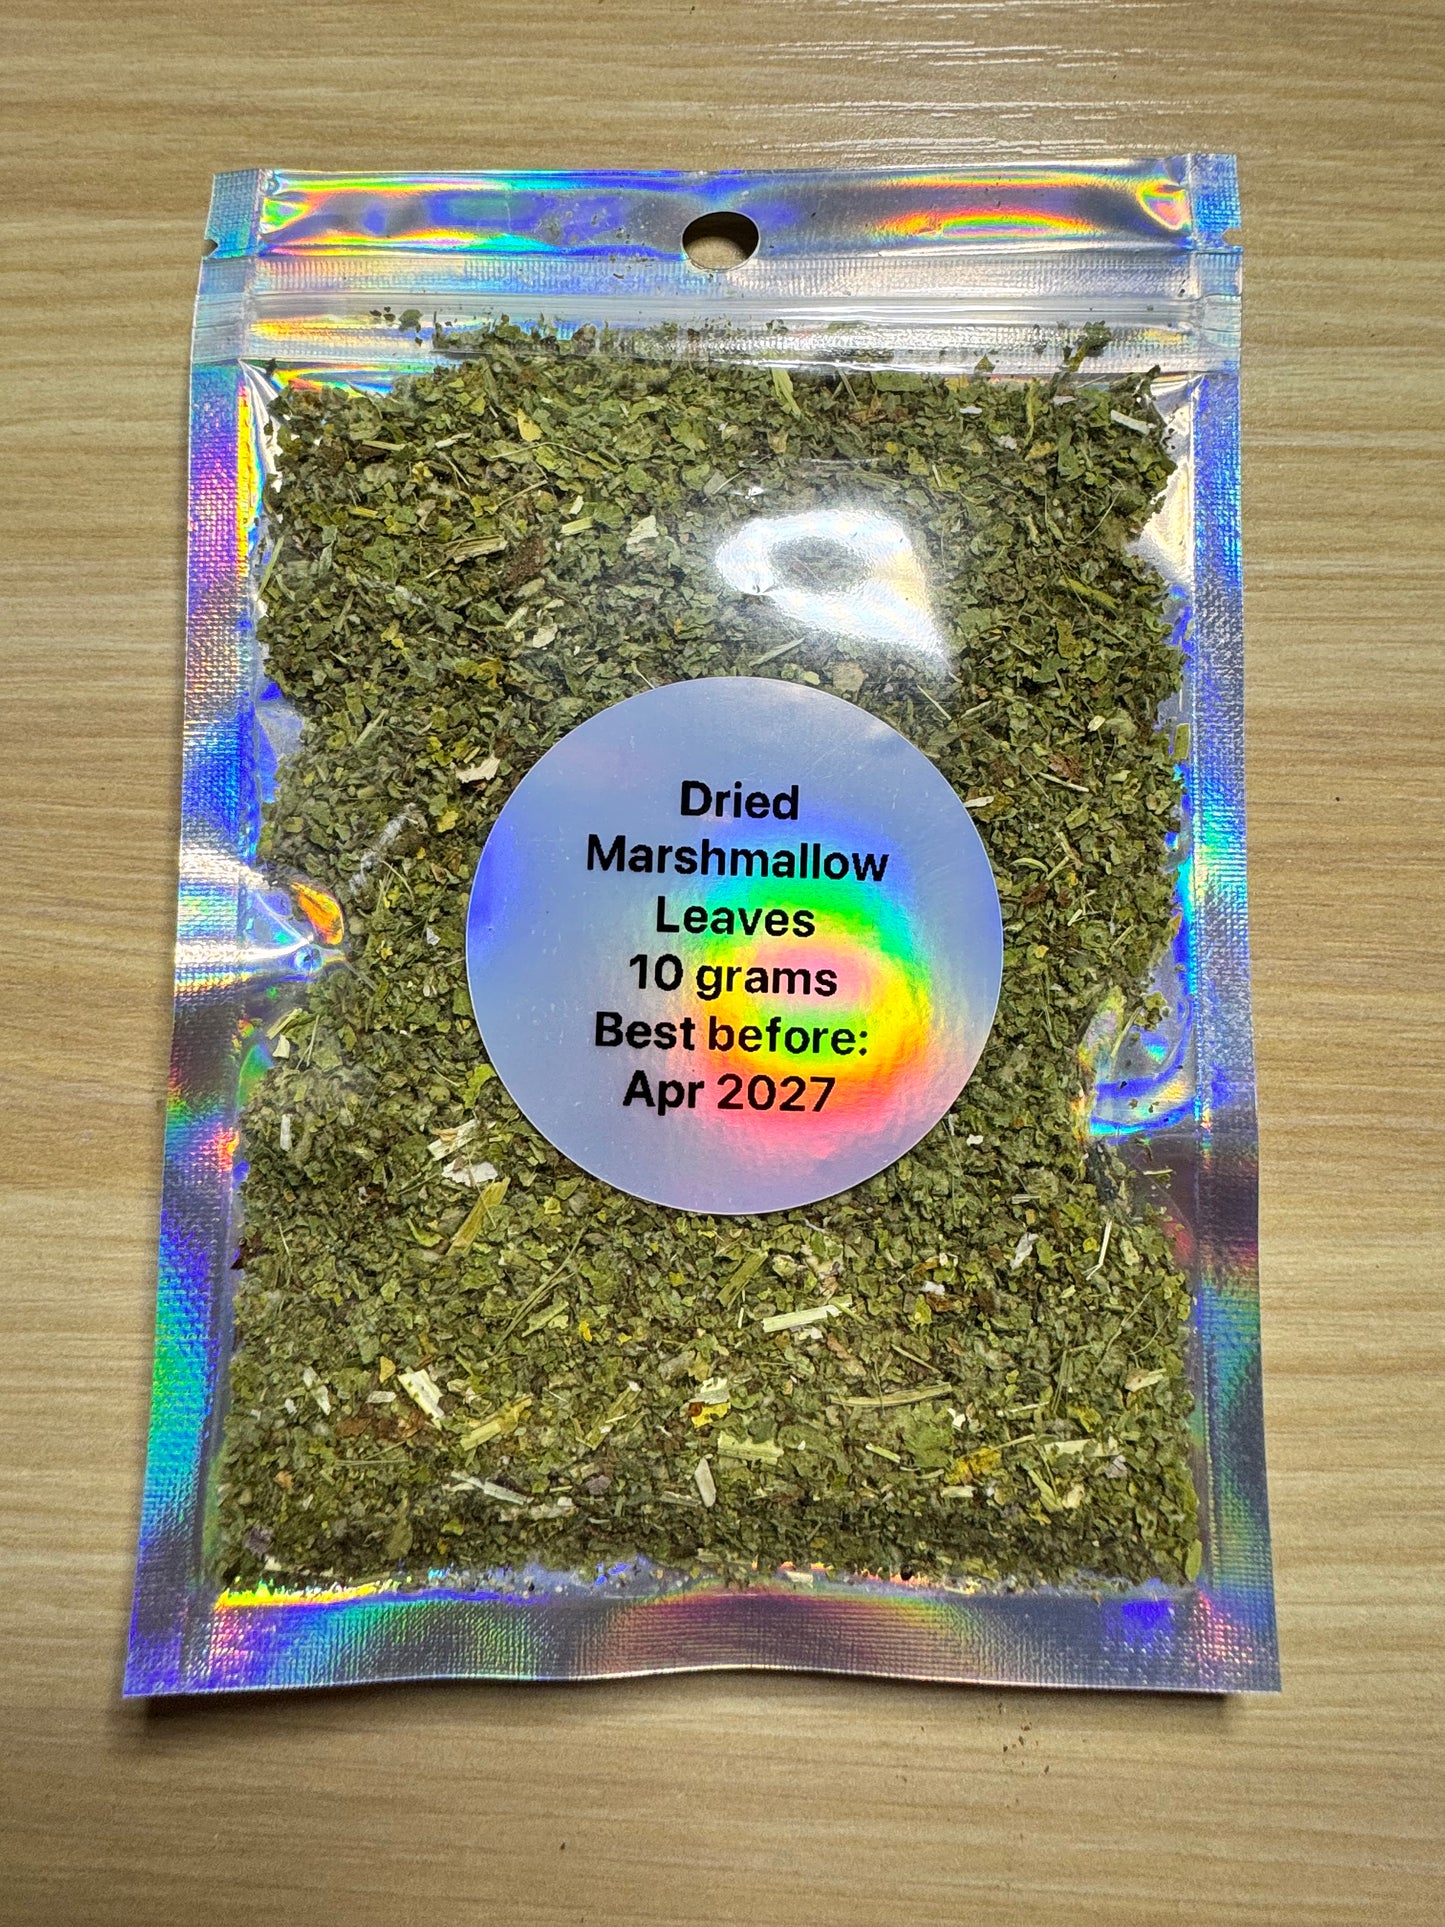 Dried
Marshmallow
Leaves
10 grams
Best before:
Apr 2027